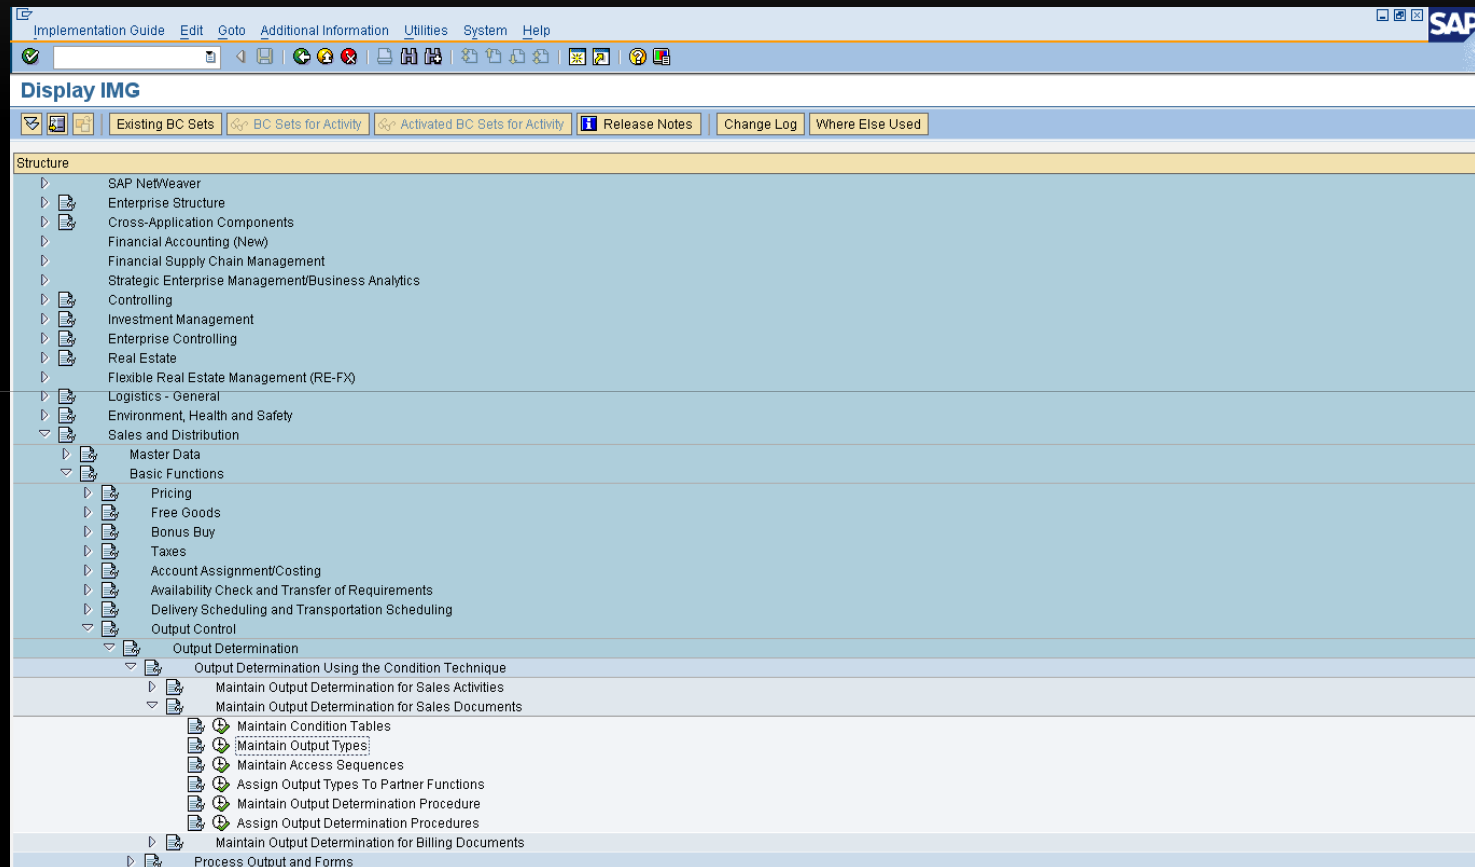 Implementation Guide Edit Goto Additional Information Utilities System Help
SAP
Display IMG
Existing BC Sets BC Sets for Activity Activated BC Sets for Activity Release Notes Change Log Where Else Used
Structure
SAP NetWeaver
Enterprise Structure
Cross-Application Components
Financial Accounting (New)
Financial Supply Chain Management
Strategic Enterprise Management/Business Analytics
Controlling
Investment Management
Enterprise Controlling
Real Estate
Flexible Real Estate Management (RE-FX)
Logistics - General
Environment, Health and Safety
Sales and Distribution
Master Data
Basic Functions
Pricing
Free Goods
Bonus Buy
Taxes
Account Assignment/Costing
Availability Check and Transfer of Requirements
Delivery Scheduling and Transportation Scheduling
Output Control
Output Determination
Output Determination Using the Condition Technique
Maintain Output Determination for Sales Activities
Maintain Output Determination for Sales Documents
Maintain Condition Tables
Maintain Output Types
Maintain Access Sequences
Assign Output Types To Partner Functions
Maintain Output Determination Procedure
Assign Output Determination Procedures
Maintain Output Determination for Billing Documents
Process Output and Forms